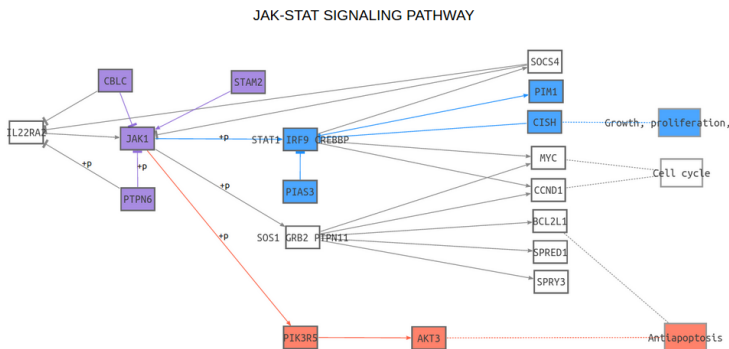 JAK-STAT SIGNALING PATHWAY
SOCS4
CBLC
STAM2
PIM1
CISH
Growth, proliferation,
IL22RA2
JAK1
+p
STAT1 IRF9 CREBBP
MYC
+p
+p
Cell cycle
+p
PTPN6
PIAS3
CCND1
BCL2L1
SOS1 GRB2 PTPN11
+p
SPRED1
SPRY3
PIK3R5
AKT3
Antiapoptosis